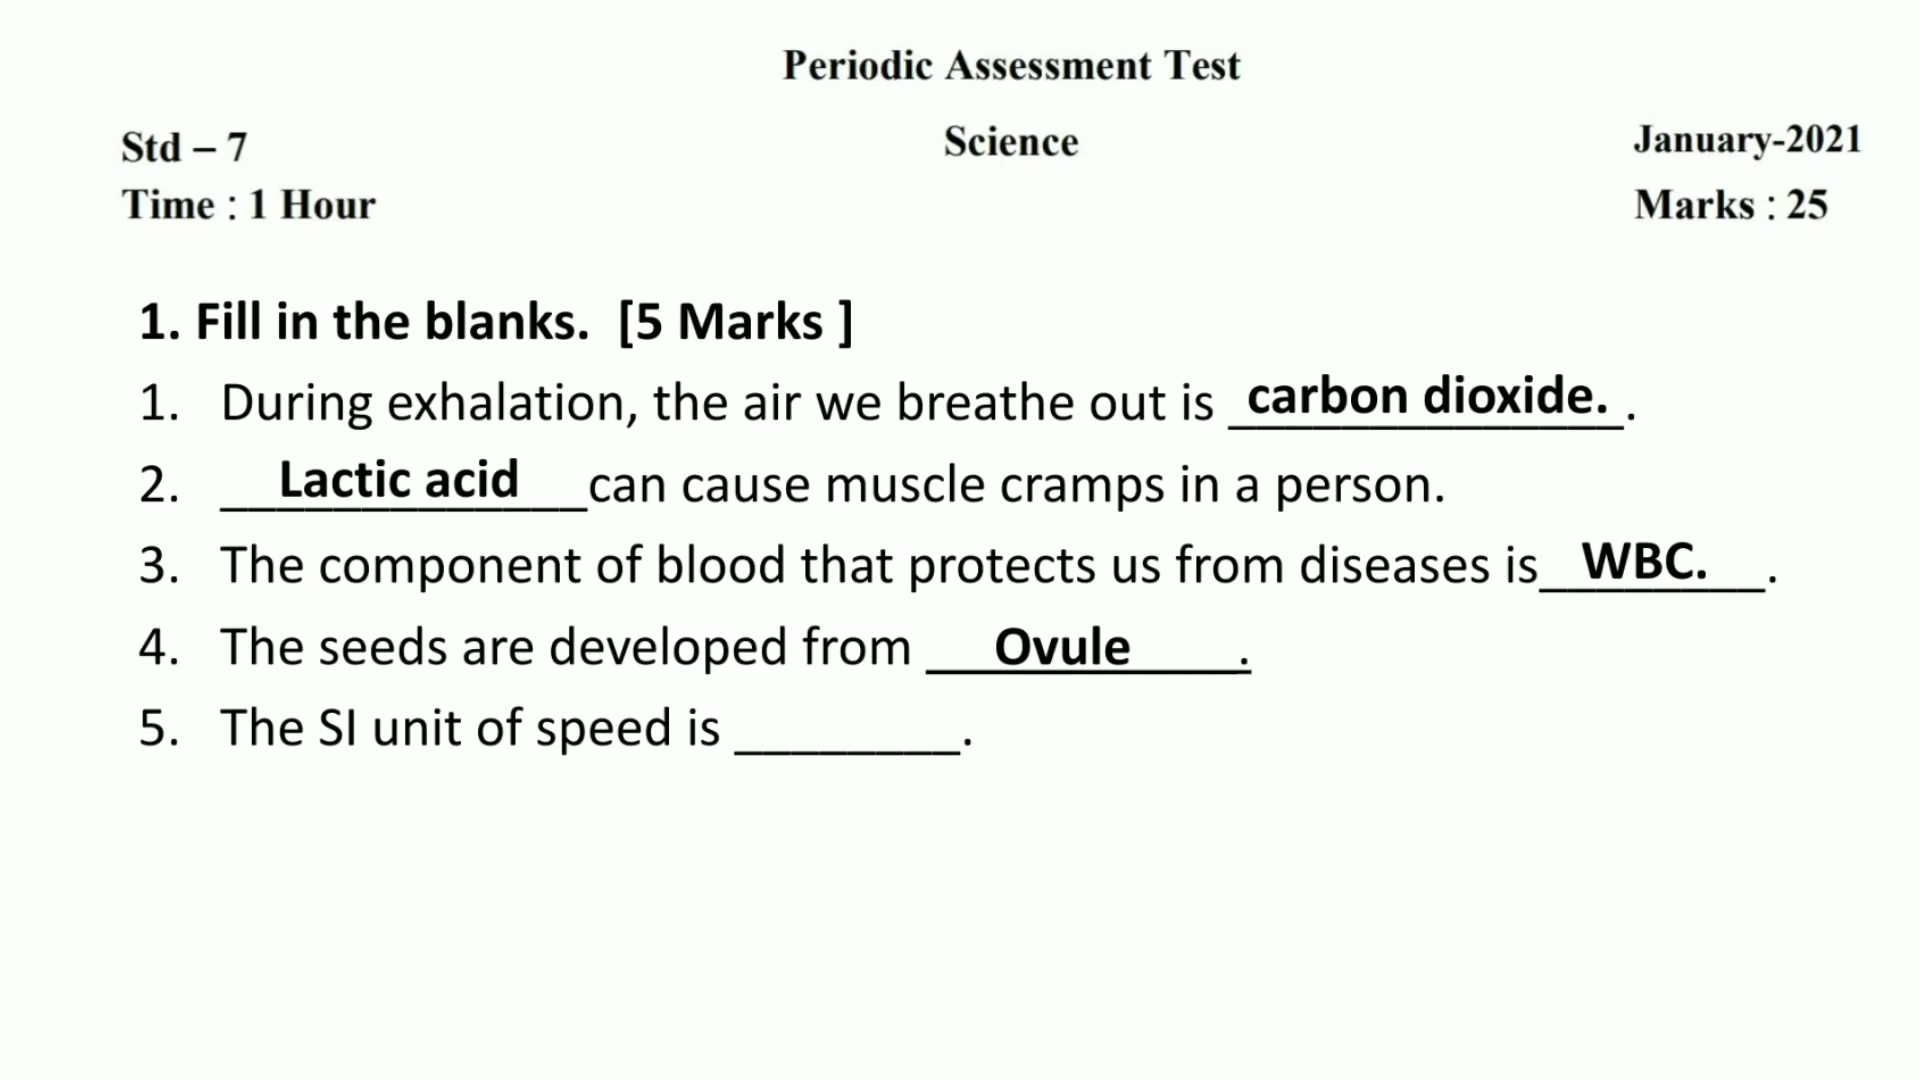 Periodic Assessment Test
Std – 7 Science January-2021
Time : 1 Hour Marks : 25
1. Fill in the blanks. [5 Marks ]
1. During exhalation, the air we breathe out is carbon dioxide. .
2. Lactic acid can cause muscle cramps in a person.
3. The component of blood that protects us from diseases is WBC. .
4. The seeds are developed from Ovule .
5. The SI unit of speed is ________.